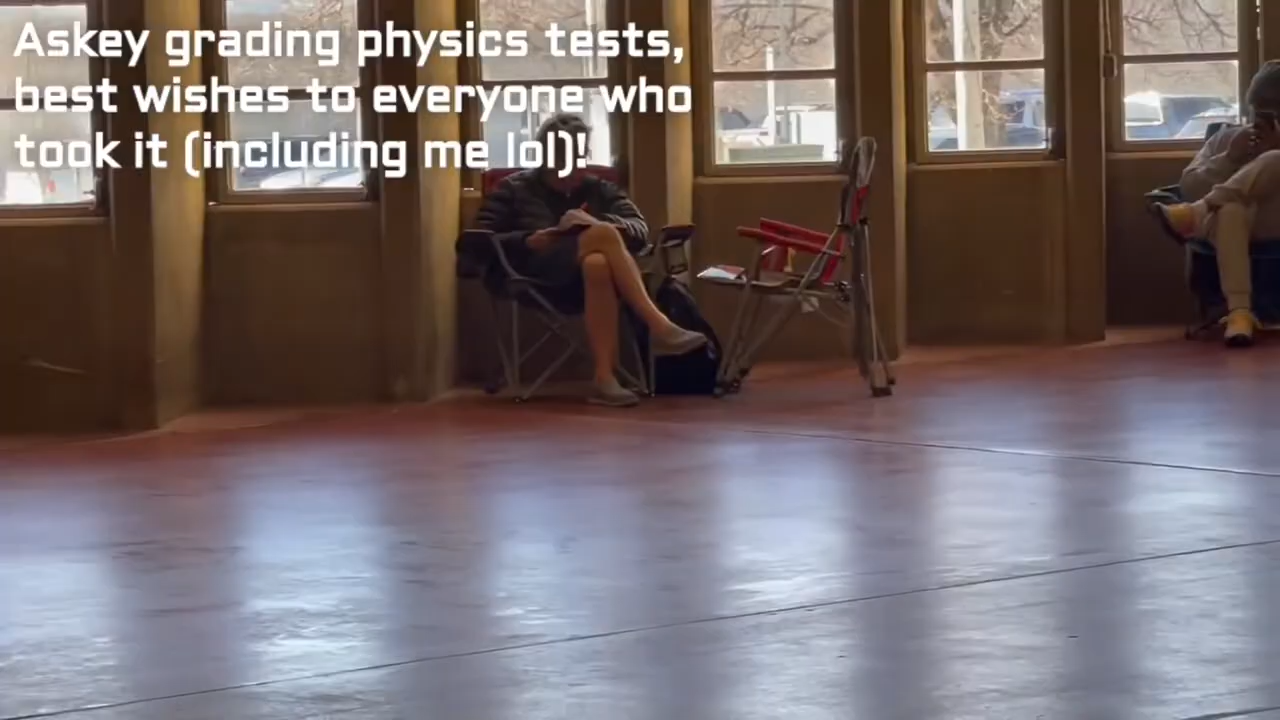 Askey grading physics tests,
best wishes to everyone who
took it (including me lol)!